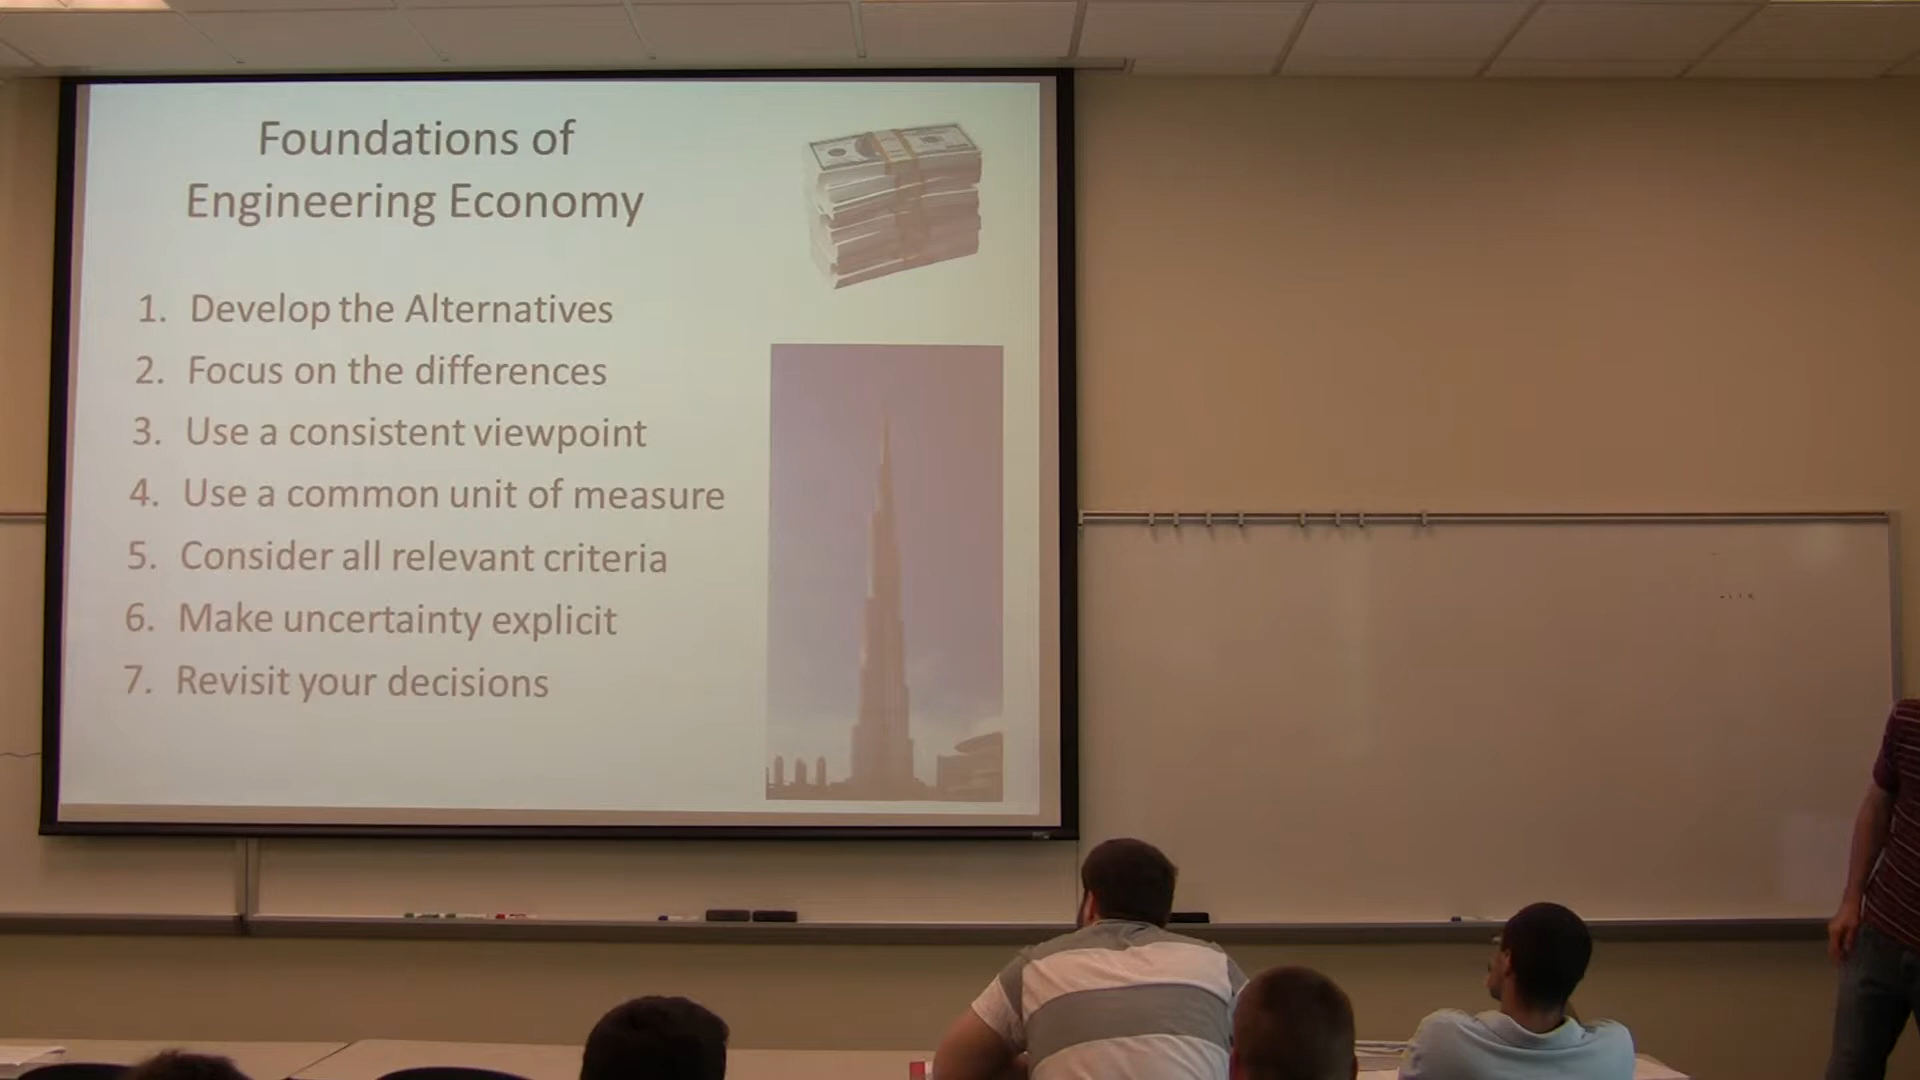 Foundations of
Engineering Economy
1. Develop the Alternatives
2. Focus on the differences
3. Use a consistent viewpoint
4. Use a common unit of measure
5. Consider all relevant criteria
6. Make uncertainty explicit
7. Revisit your decisions